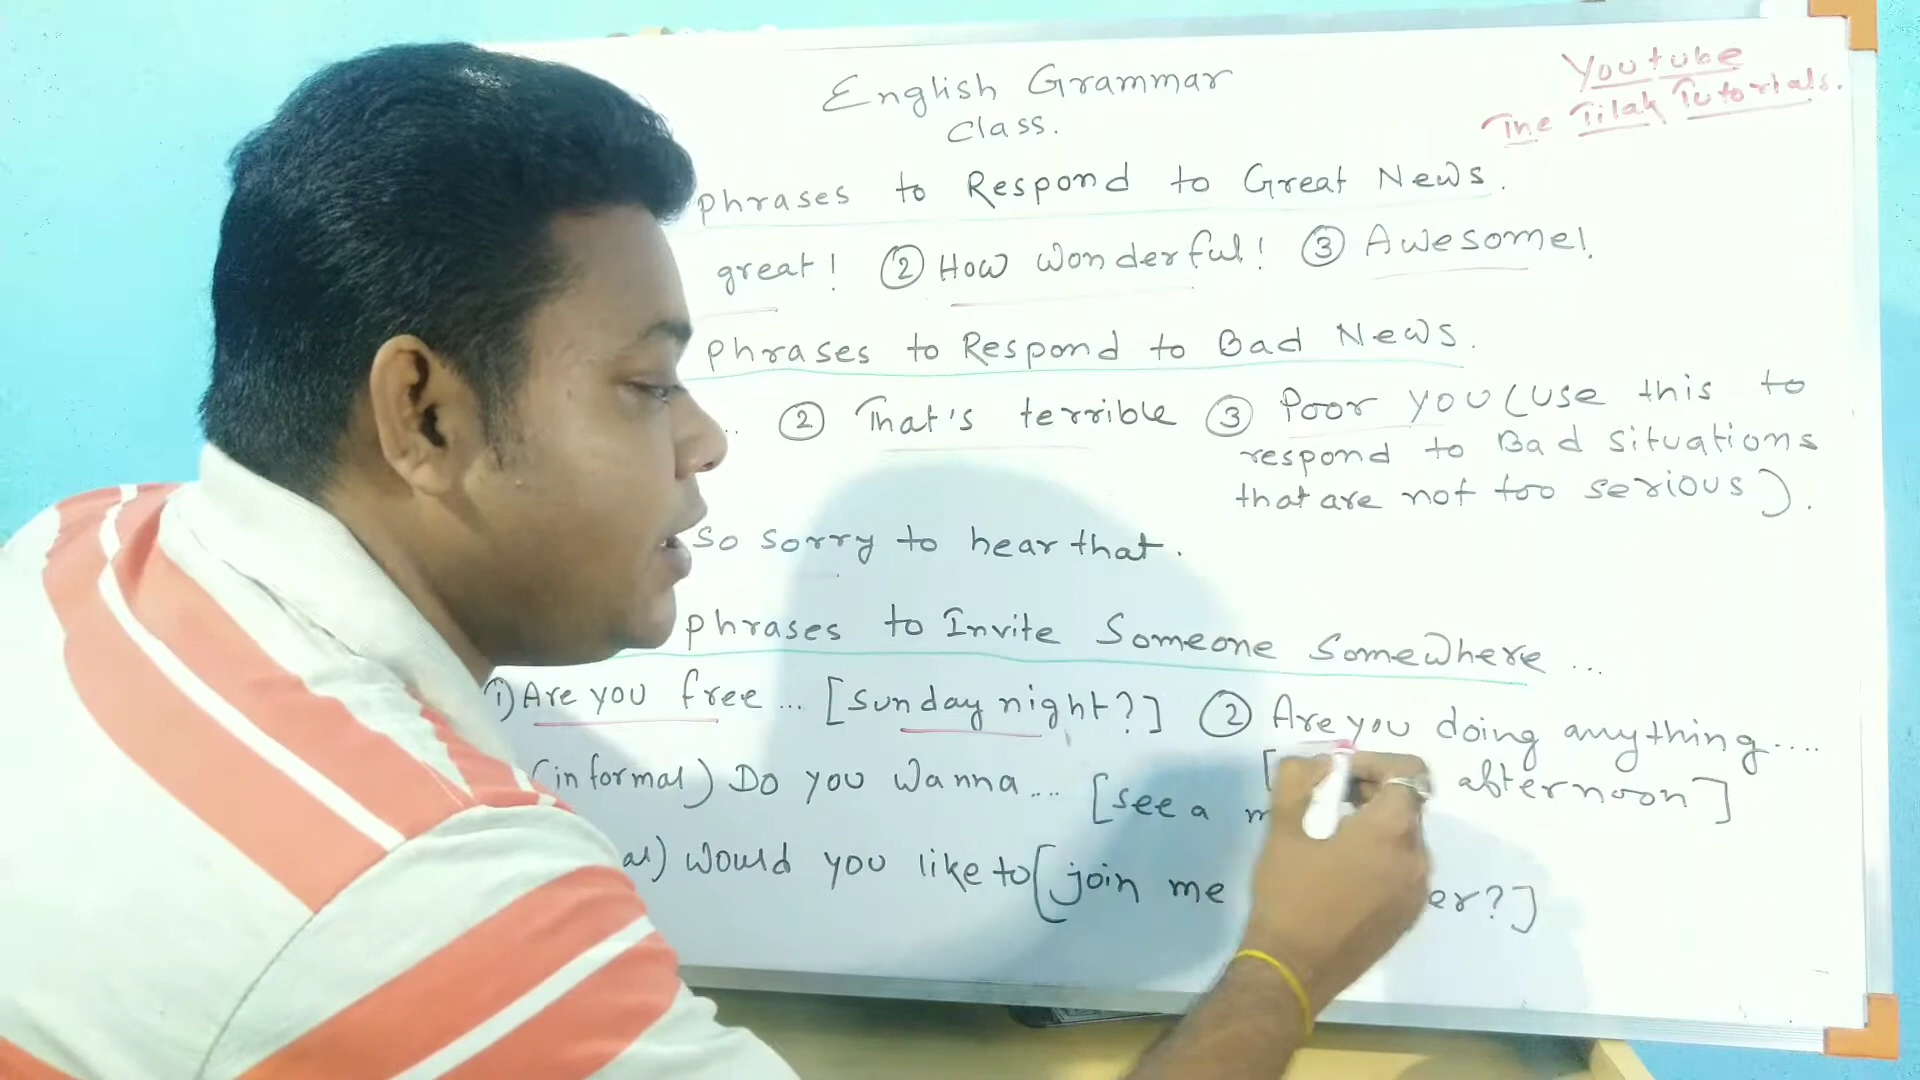 English Grammar
Class.
Youtube
The Tilak Tutorials.
Phrases to Respond to Great News.
great! ② How wonderful! ③ Awesome!
Phrases to Respond to Bad News.
.. ② That's terrible ③ Poor you (use this to
respond to Bad situations
that are not too serious).
so sorry to hear that.
Phrases to Invite Someone Somewhere ...
1) Are you free ... [Sunday night?] ② Are you doing anything....
[ afternoon]
(informal) Do you wanna ... [see a
al) Would you like to [join me er?]